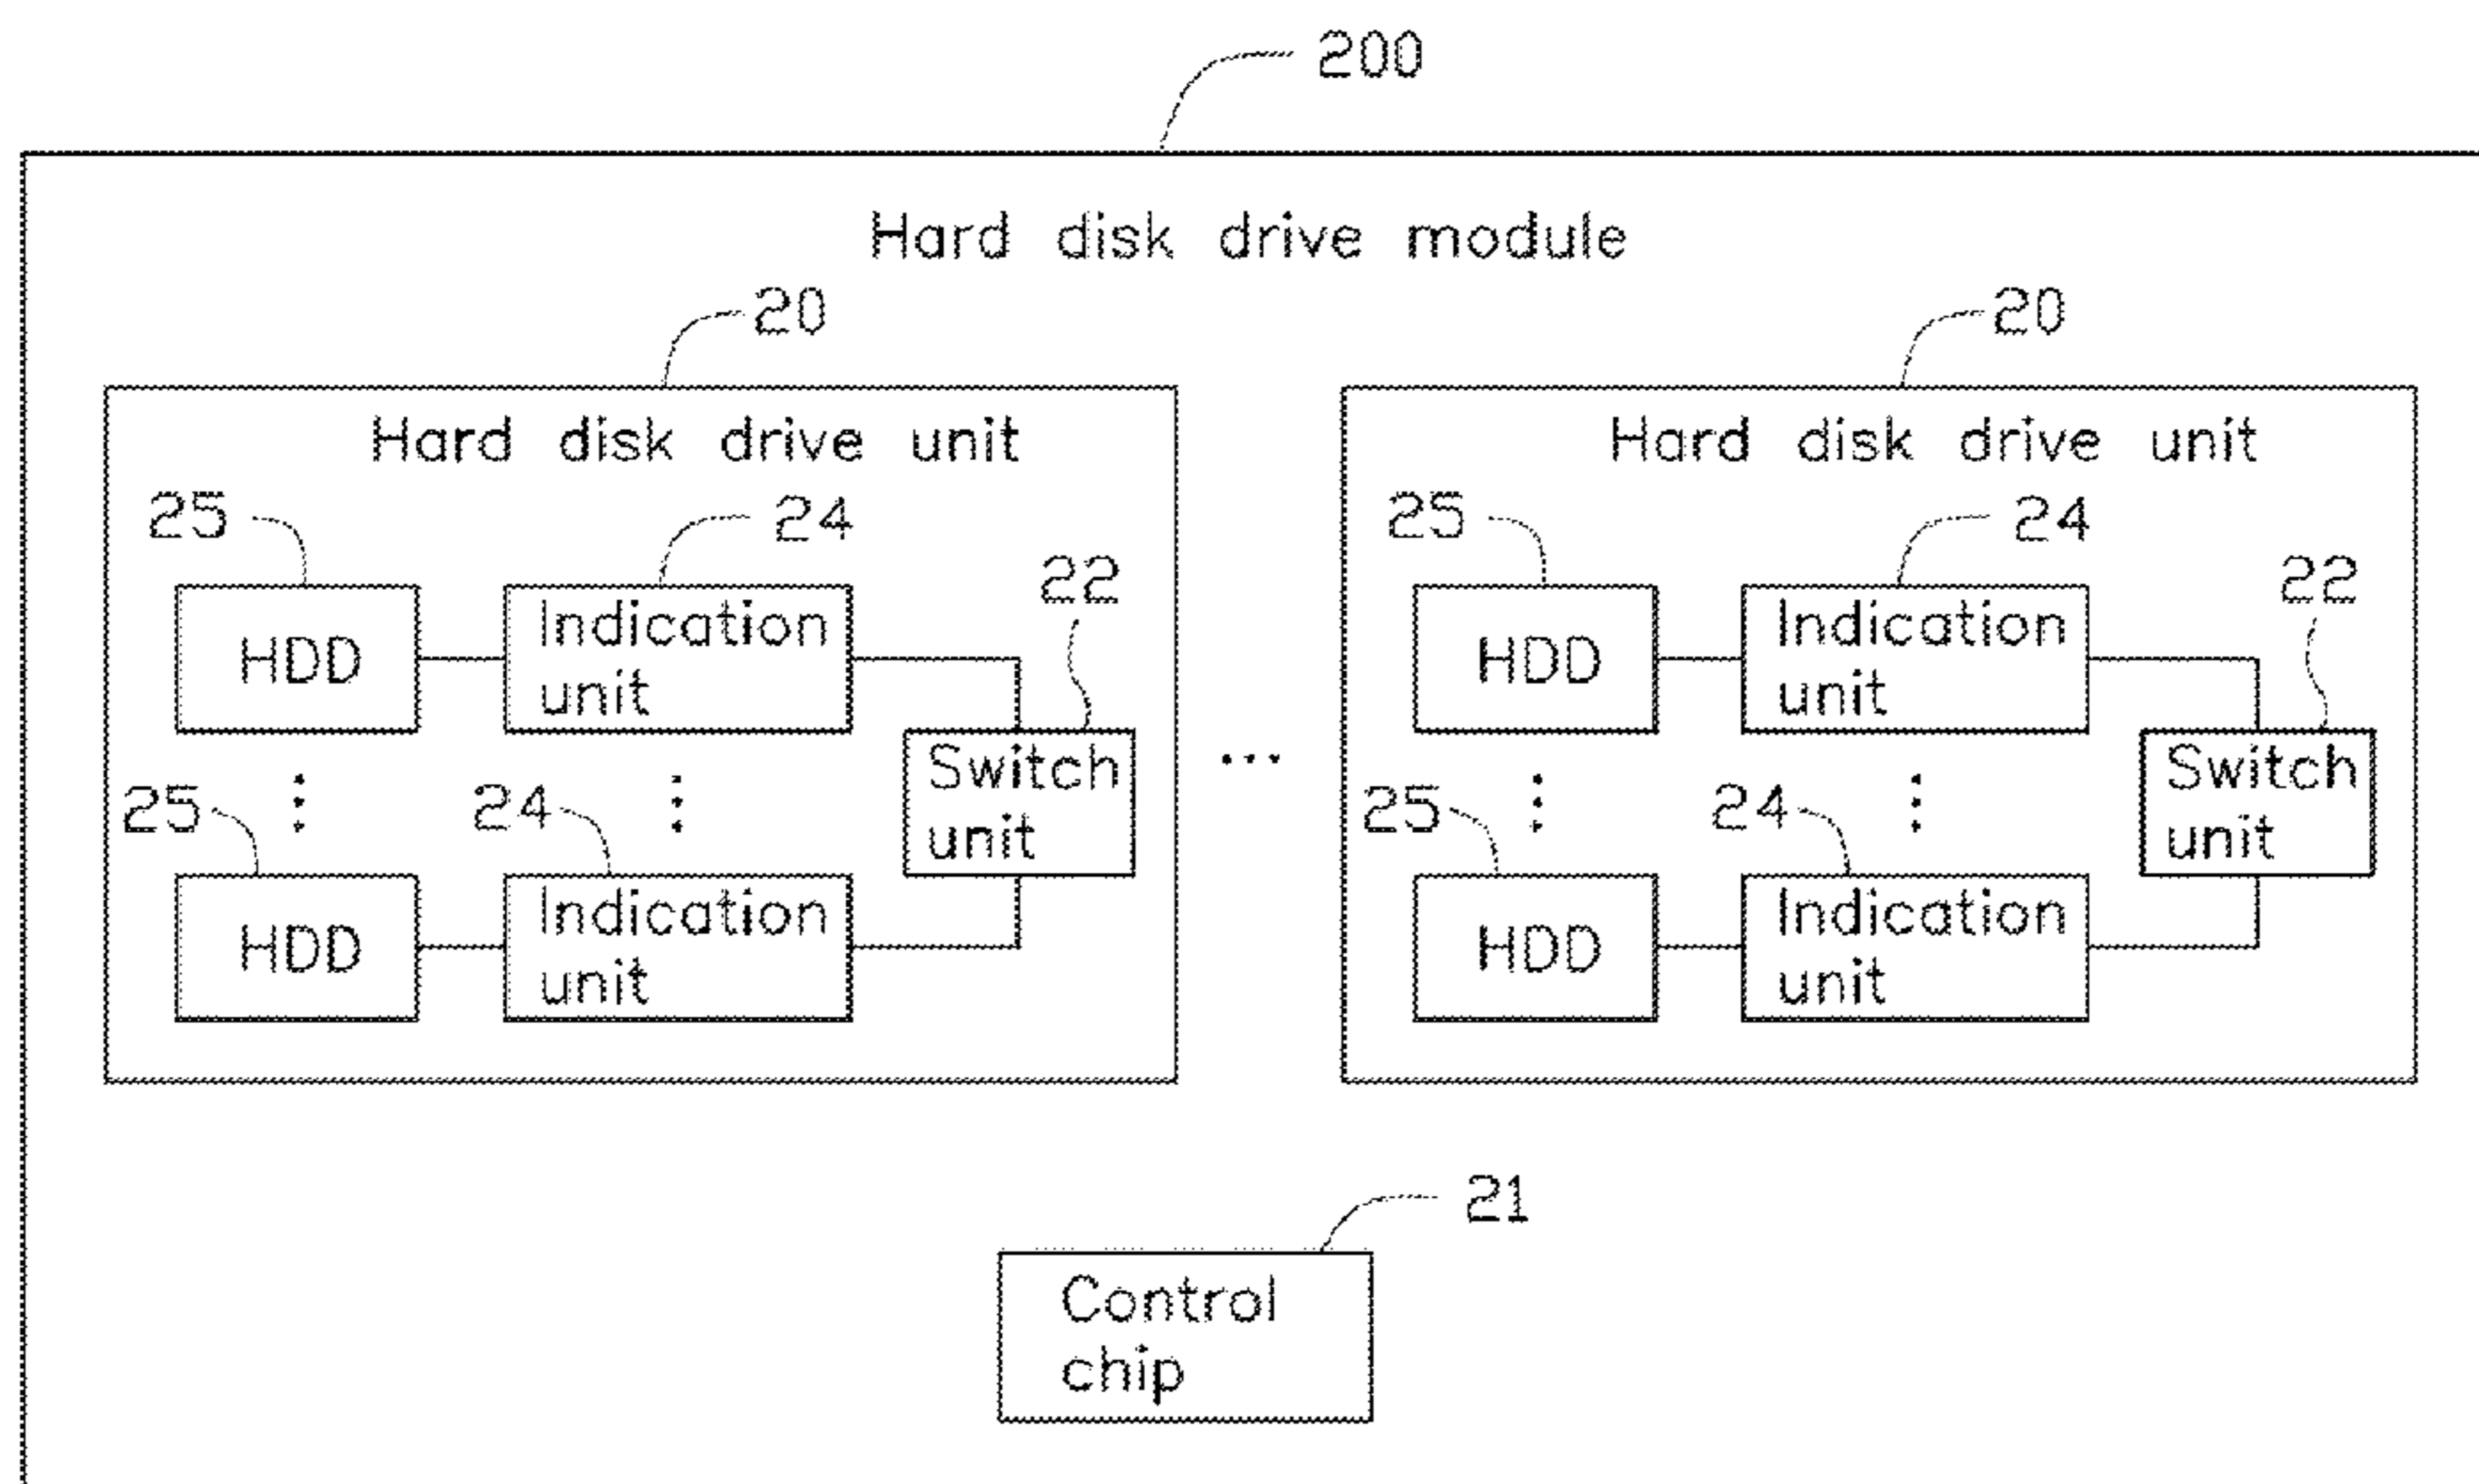 200
Hard disk drive module
20
20
Hard disk drive unit
Hard disk drive unit
25
24
22
25
24
22
HDD
Indication
unit
HDD
Indication
unit
Switch
unit
...
Switch
unit
25
24
25
24
HDD
Indication
unit
HDD
Indication
unit
21
Control
chip